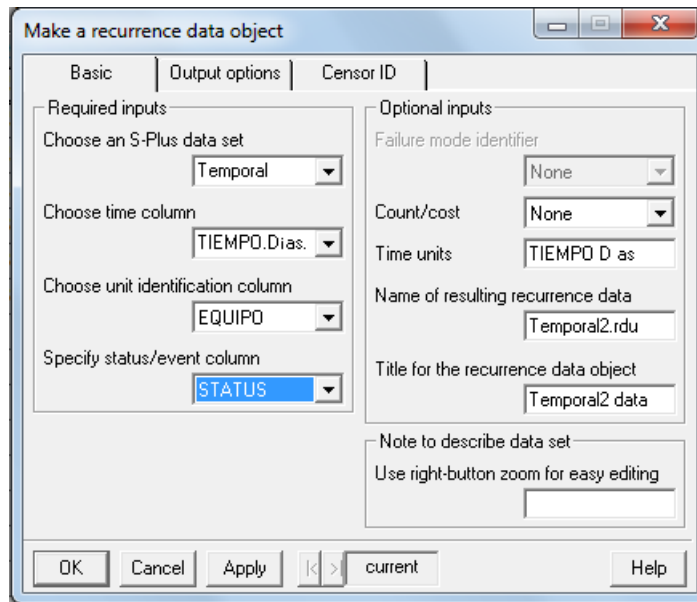 Make a recurrence data object
Basic
Output options
Censor ID
Required inputs
Choose an S-Plus data set
Temporal
Choose time column
TIEMPO.Dias.
Choose unit identification column
EQUIPO
Specify status/event column
STATUS
Optional inputs
Failure mode identifier
None
Count/cost
None
Time units
TIEMPO D as
Name of resulting recurrence data
Temporal2.rdu
Title for the recurrence data object
Temporal2 data
Note to describe data set
Use right-button zoom for easy editing
OK
Cancel
Apply
current
Help